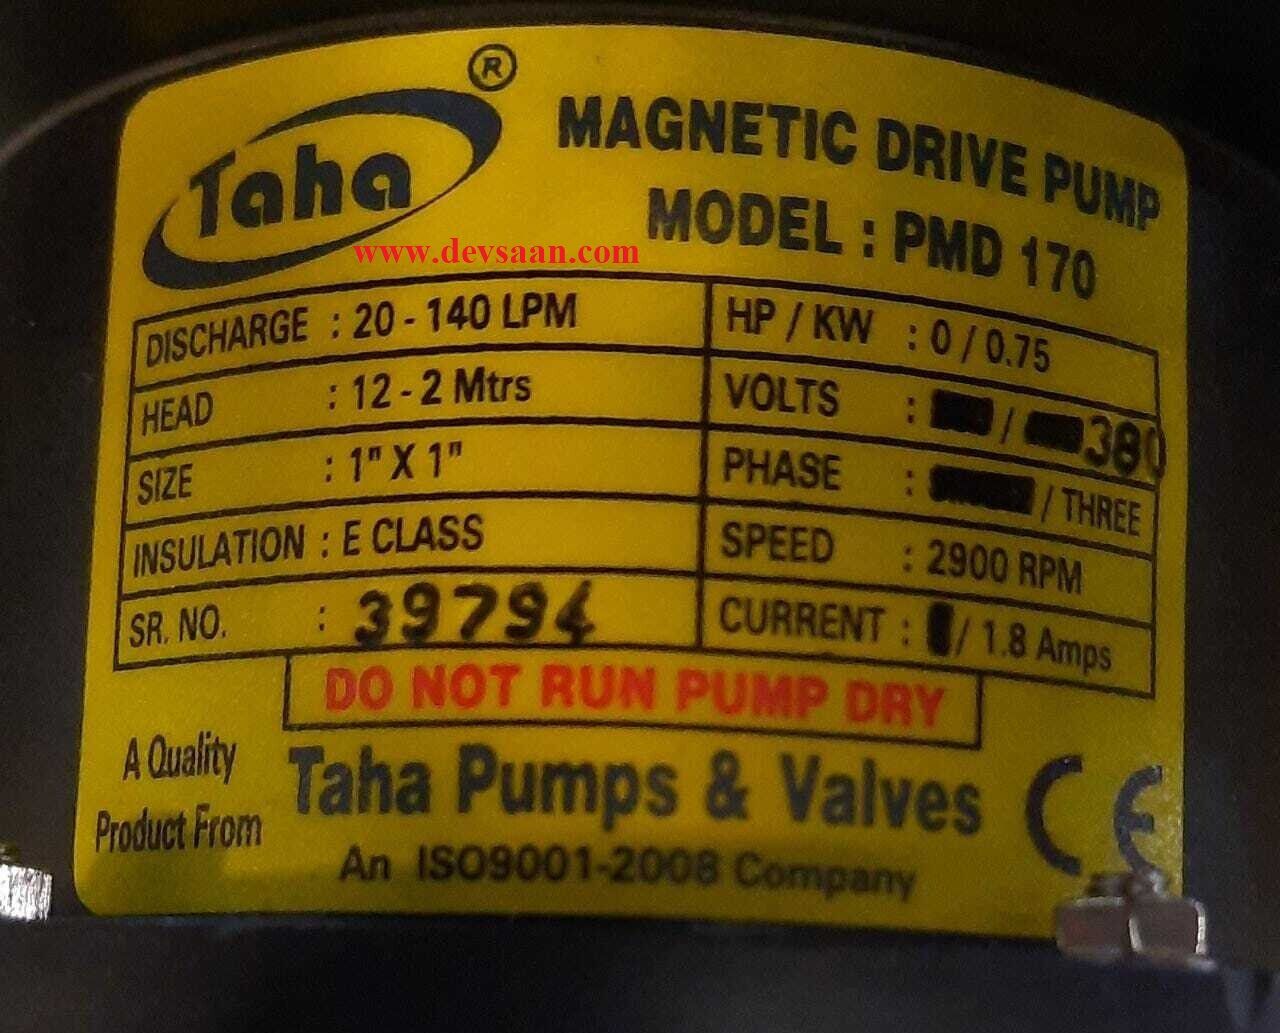 Taha ®
MAGNETIC DRIVE PUMP
MODEL : PMD 170
www.devsaan.com
DISCHARGE : 20 - 140 LPM
HEAD : 12 - 2 Mtrs
SIZE : 1" X 1"
INSULATION : E CLASS
SR. NO. : 39794
HP / KW : 0 / 0.75
VOLTS : / 380
PHASE : / THREE
SPEED : 2900 RPM
CURRENT : / 1.8 Amps
DO NOT RUN PUMP DRY
A Quality
Product From
Taha Pumps & Valves
An ISO9001-2008 Company
CE